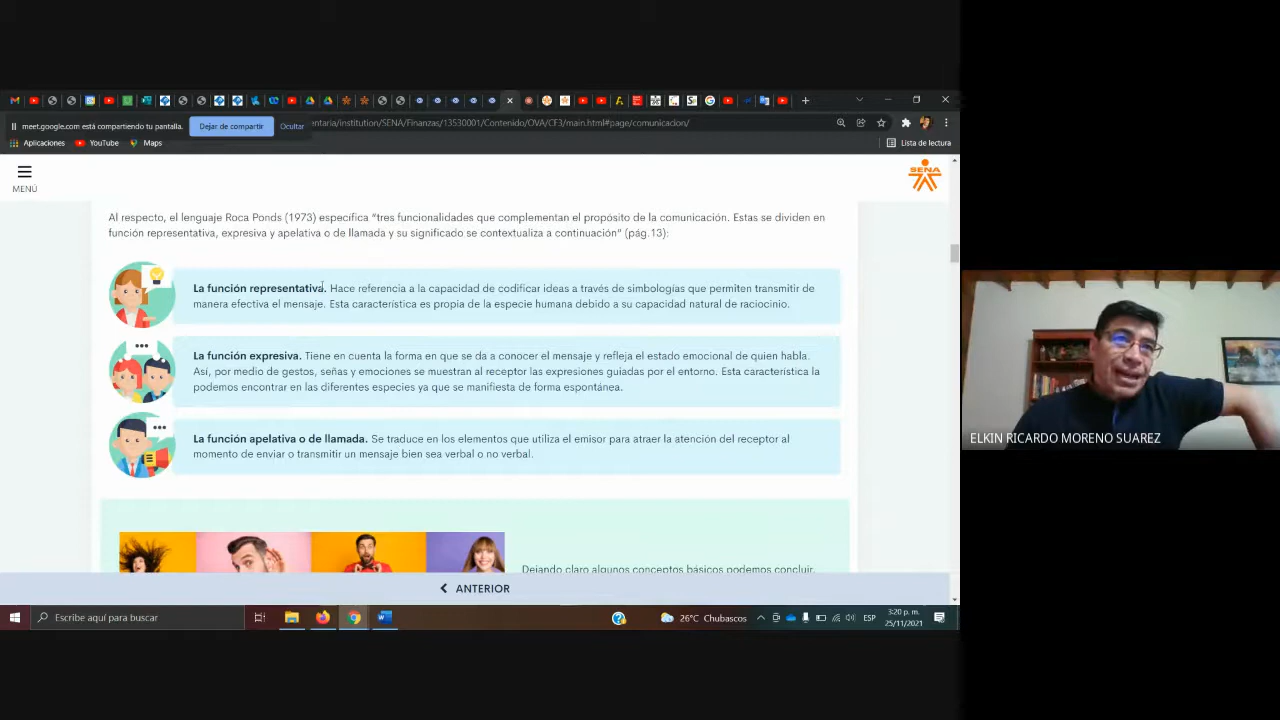 meet.google.com está compartiendo tu pantalla.
Dejar de compartir
Ocultar
entaria/institution/SENA/Finanzas/13530001/Contenido/OVA/CF3/main.html#page/comunicacion/
Aplicaciones
YouTube
Maps
Lista de lectura
MENÚ
SENA
Al respecto, el lenguaje Roca Ponds (1973) especifica “tres funcionalidades que complementan el propósito de la comunicación. Estas se dividen en
función representativa, expresiva y apelativa o de llamada y su significado se contextualiza a continuación” (pág.13):
La función representativa. Hace referencia a la capacidad de codificar ideas a través de simbologías que permiten transmitir de
manera efectiva el mensaje. Esta característica es propia de la especie humana debido a su capacidad natural de raciocinio.
La función expresiva. Tiene en cuenta la forma en que se da a conocer el mensaje y refleja el estado emocional de quien habla.
Así, por medio de gestos, señas y emociones se muestran al receptor las expresiones guiadas por el entorno. Esta característica la
podemos encontrar en las diferentes especies ya que se manifiesta de forma espontánea.
La función apelativa o de llamada. Se traduce en los elementos que utiliza el emisor para atraer la atención del receptor al
momento de enviar o transmitir un mensaje bien sea verbal o no verbal.
Dejando claro algunos conceptos básicos podemos concluir,
ANTERIOR
Escribe aquí para buscar
26°C Chubascos
ESP
3:20 p. m.
25/11/2021
ELKIN RICARDO MORENO SUAREZ